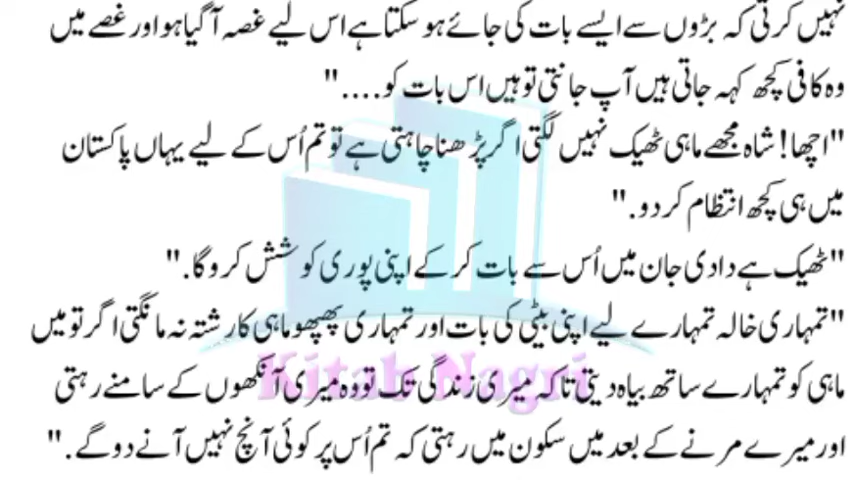 نہیں کرتی کہ بڑوں سے ایسے بات کی جائے ہو سکتا ہے اس لیے غصہ آگیا ہو اور غصے میں
وہ کافی کچھ کہہ جاتی ہیں آپ جانتی تو ہیں اس بات کو...."
"اچھا! شاہ مجھے ماہی ٹھیک نہیں لگتی اگر پڑھنا چاہتی ہے تو تم اُس کے لیے یہاں پاکستان
میں ہی کچھ انتظام کر دو."
"ٹھیک ہے دادی جان میں اُس سے بات کر کے اپنی پوری کوشش کروگا."
"تمہاری خالہ تمہارے لیے اپنی بیٹی کی بات اور تمہاری پھپھو ماہی کا رشتہ نہ مانگتی اگر تو میں
Kitab Nagri
ماہی کو تمہارے ساتھ بیاہ دیتی تاکہ میری زندگی تک تو وہ میری آنکھوں کے سامنے رہتی
اور میرے مرنے کے بعد میں سکون میں رہتی کہ تم اُس پر کوئی آنچ نہیں آنے دو گے."